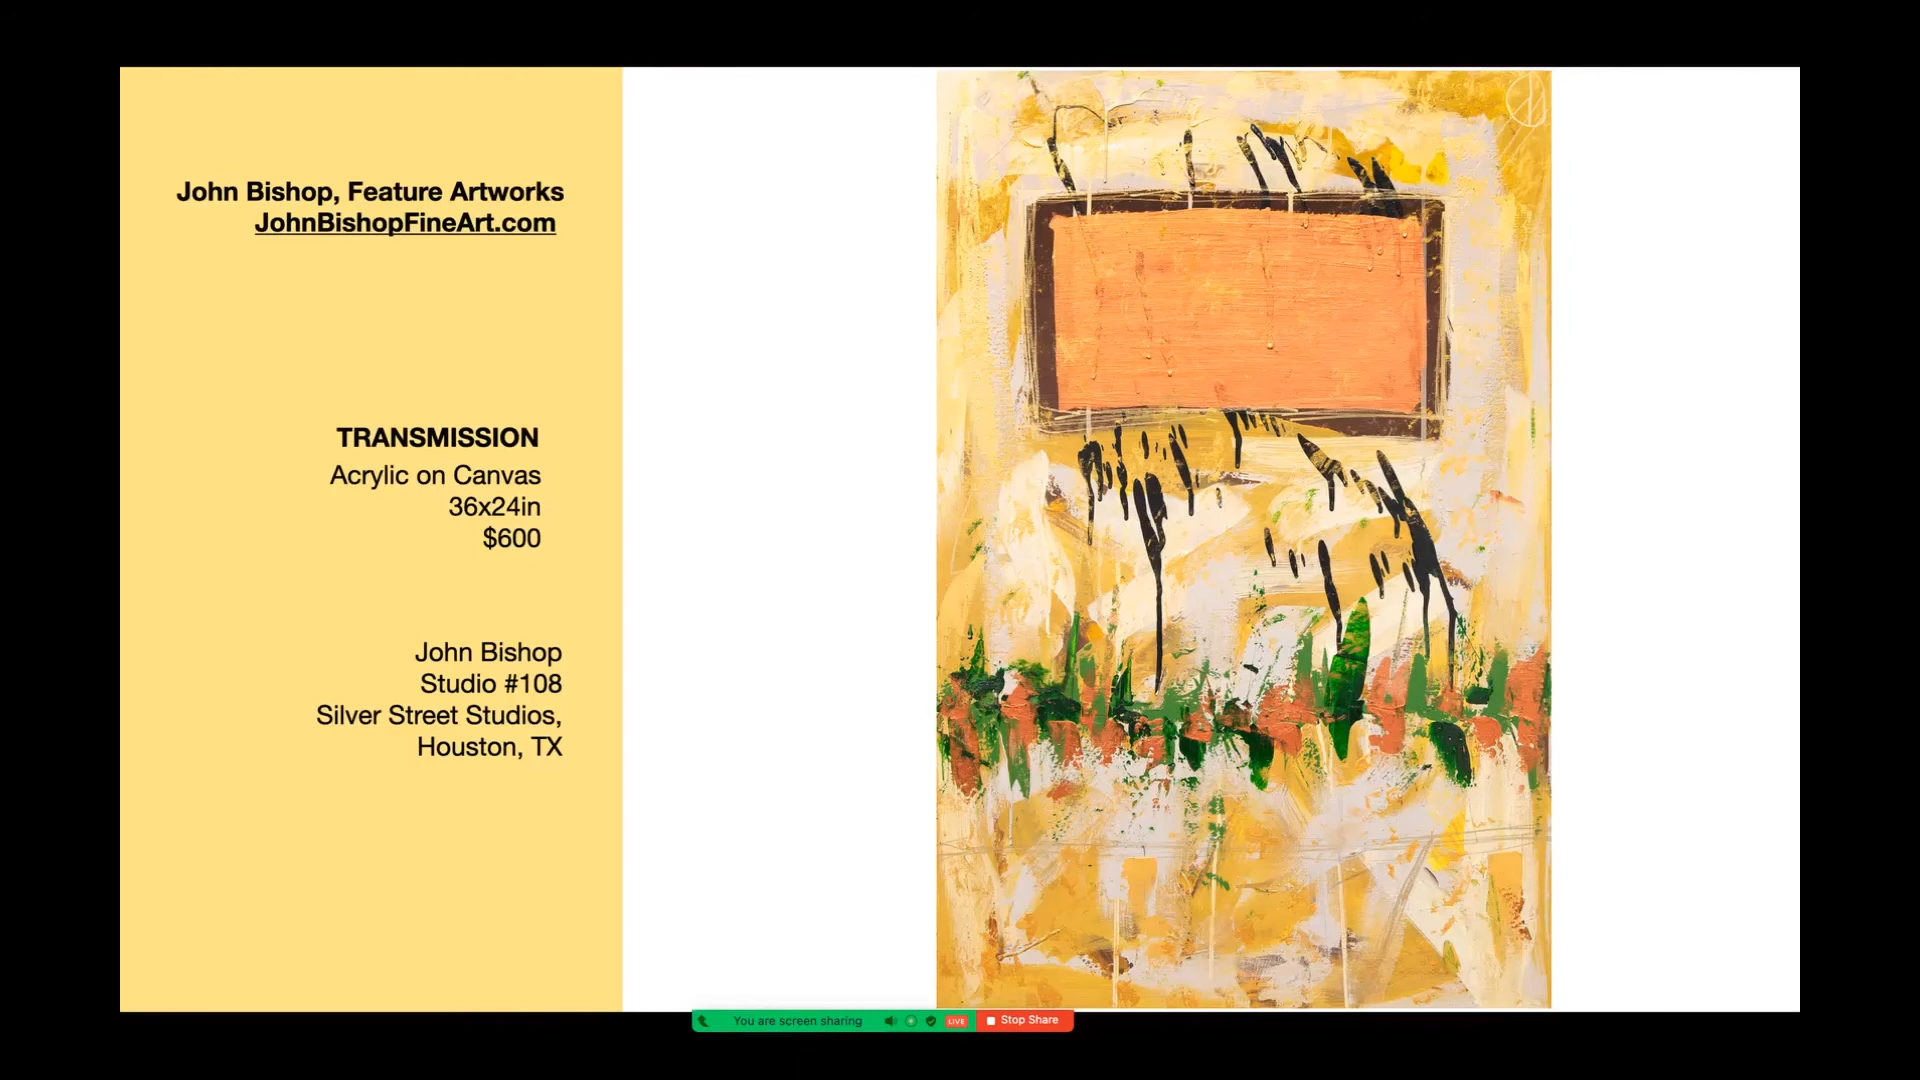 John Bishop, Feature Artworks
JohnBishopFineArt.com
TRANSMISSION
Acrylic on Canvas
36x24in
$600
John Bishop
Studio #108
Silver Street Studios,
Houston, TX
You are screen sharing
LIVE
Stop Share